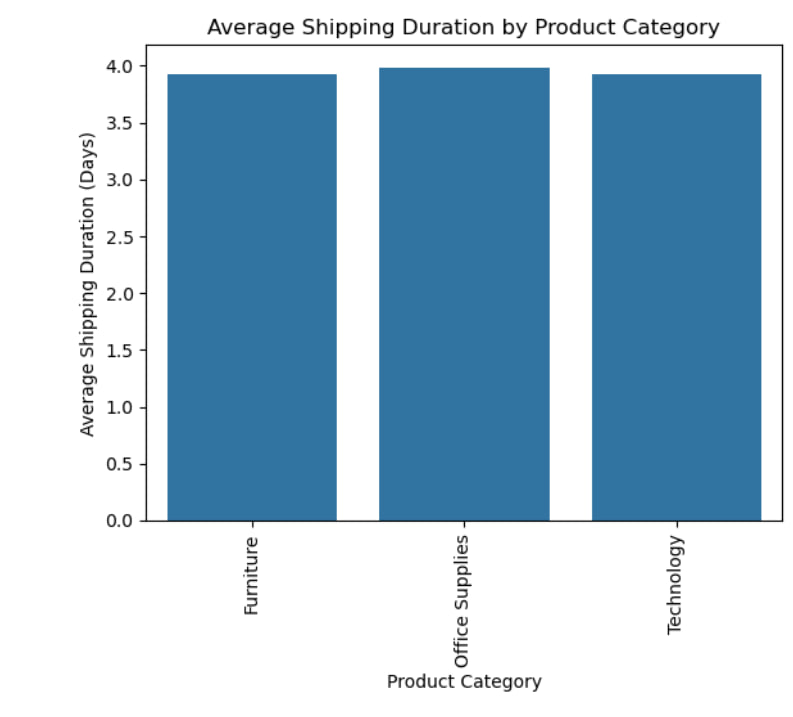 Average Shipping Duration by Product Category
Average Shipping Duration (Days)
4.0
3.5
3.0
2.5
2.0
1.5
1.0
0.5
0.0
Furniture
Office Supplies
Technology
Product Category